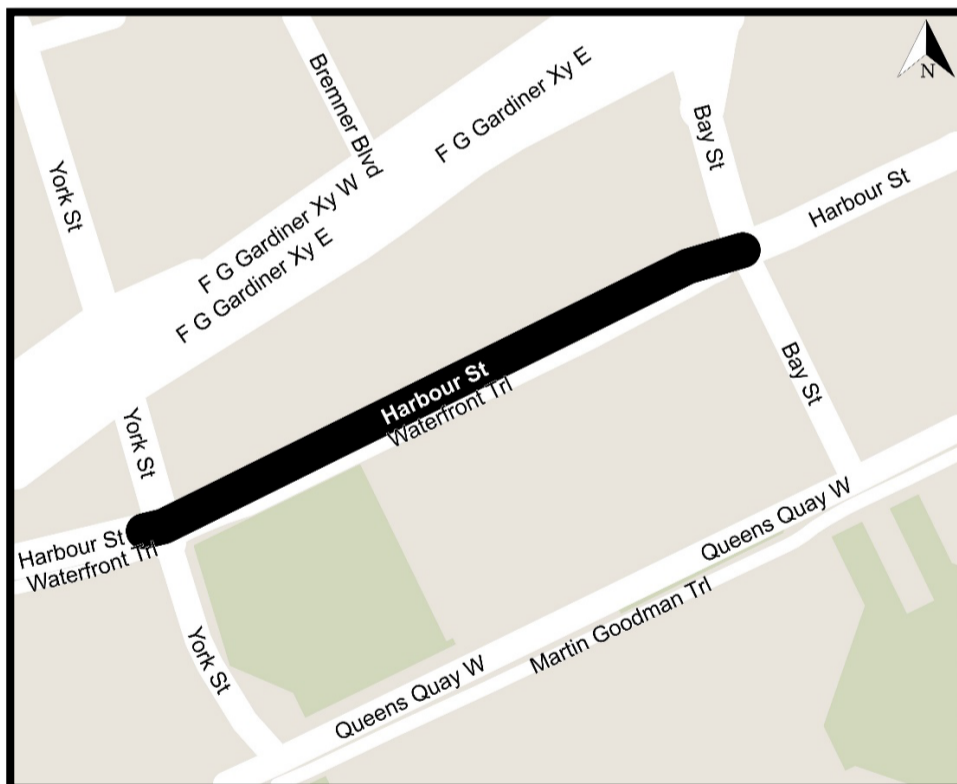 Bremner Blvd
F G Gardiner Xy E
N
Bay St
York St
Harbour St
F G Gardiner Xy W
F G Gardiner Xy E
Harbour St
Waterfront Trl
Bay St
York St
Harbour St
Waterfront Trl
Queens Quay W
Martin Goodman Trl
York St
Queens Quay W